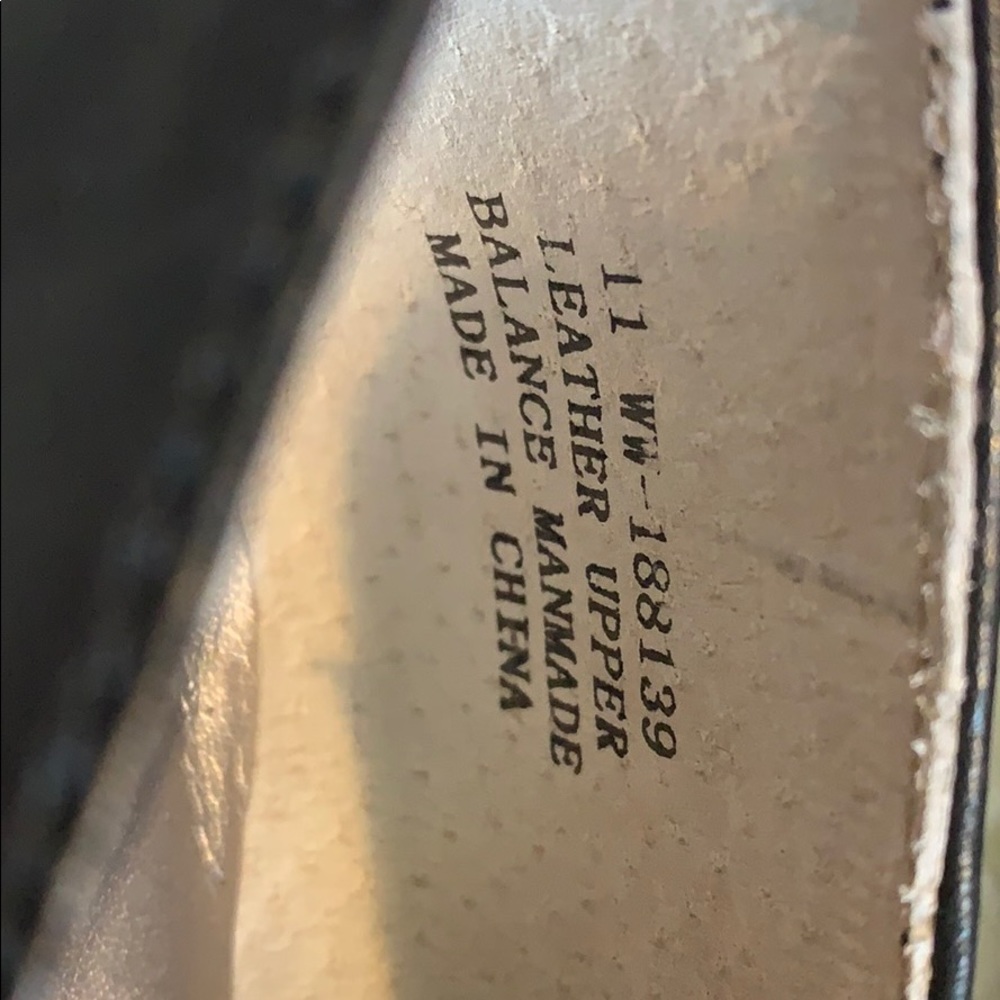 11 WW-188139
LEATHER UPPER
BALANCE MANMADE
MADE IN CHINA